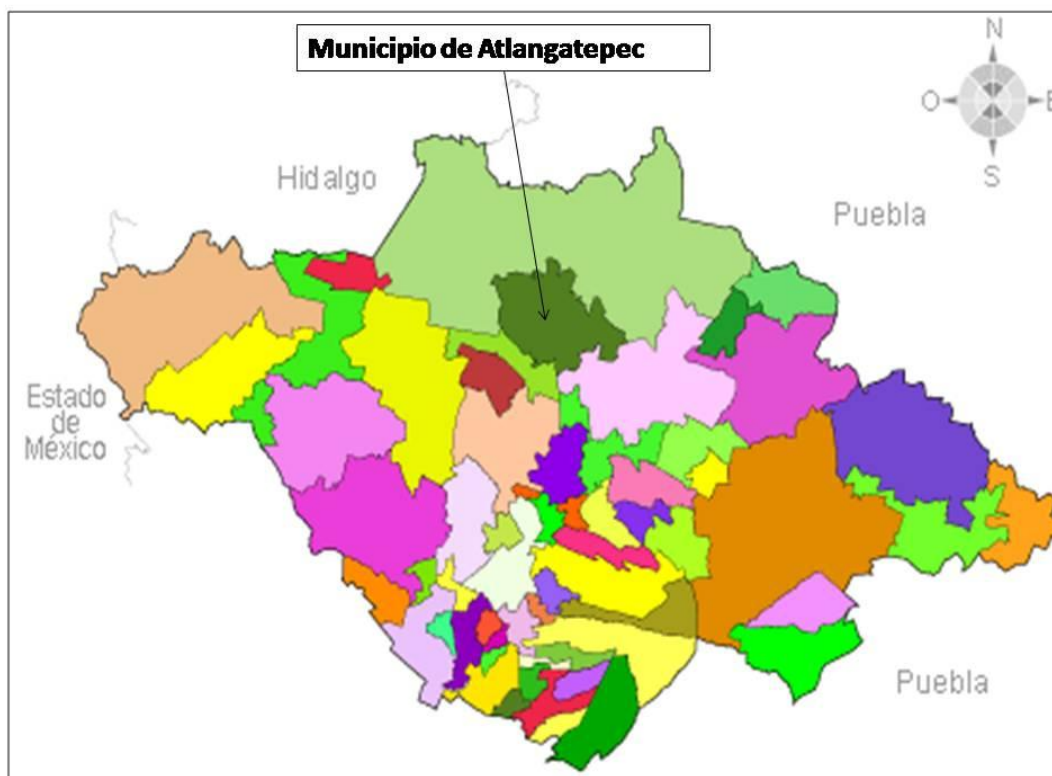 Municipio de Atlangatepec
N
O
E
S
Hidalgo
Puebla
Estado
de
México
Puebla